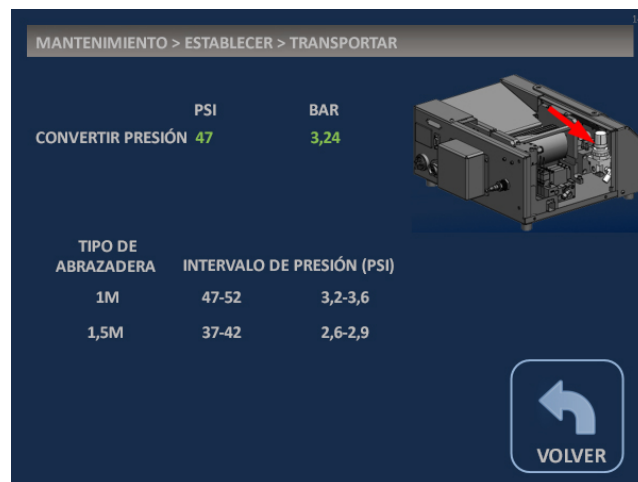 MANTENIMIENTO > ESTABLECER > TRANSPORTAR
PSI BAR
CONVERTIR PRESIÓN 47 3,24
TIPO DE
ABRAZADERA INTERVALO DE PRESIÓN (PSI)
1M 47-52 3,2-3,6
1,5M 37-42 2,6-2,9
VOLVER